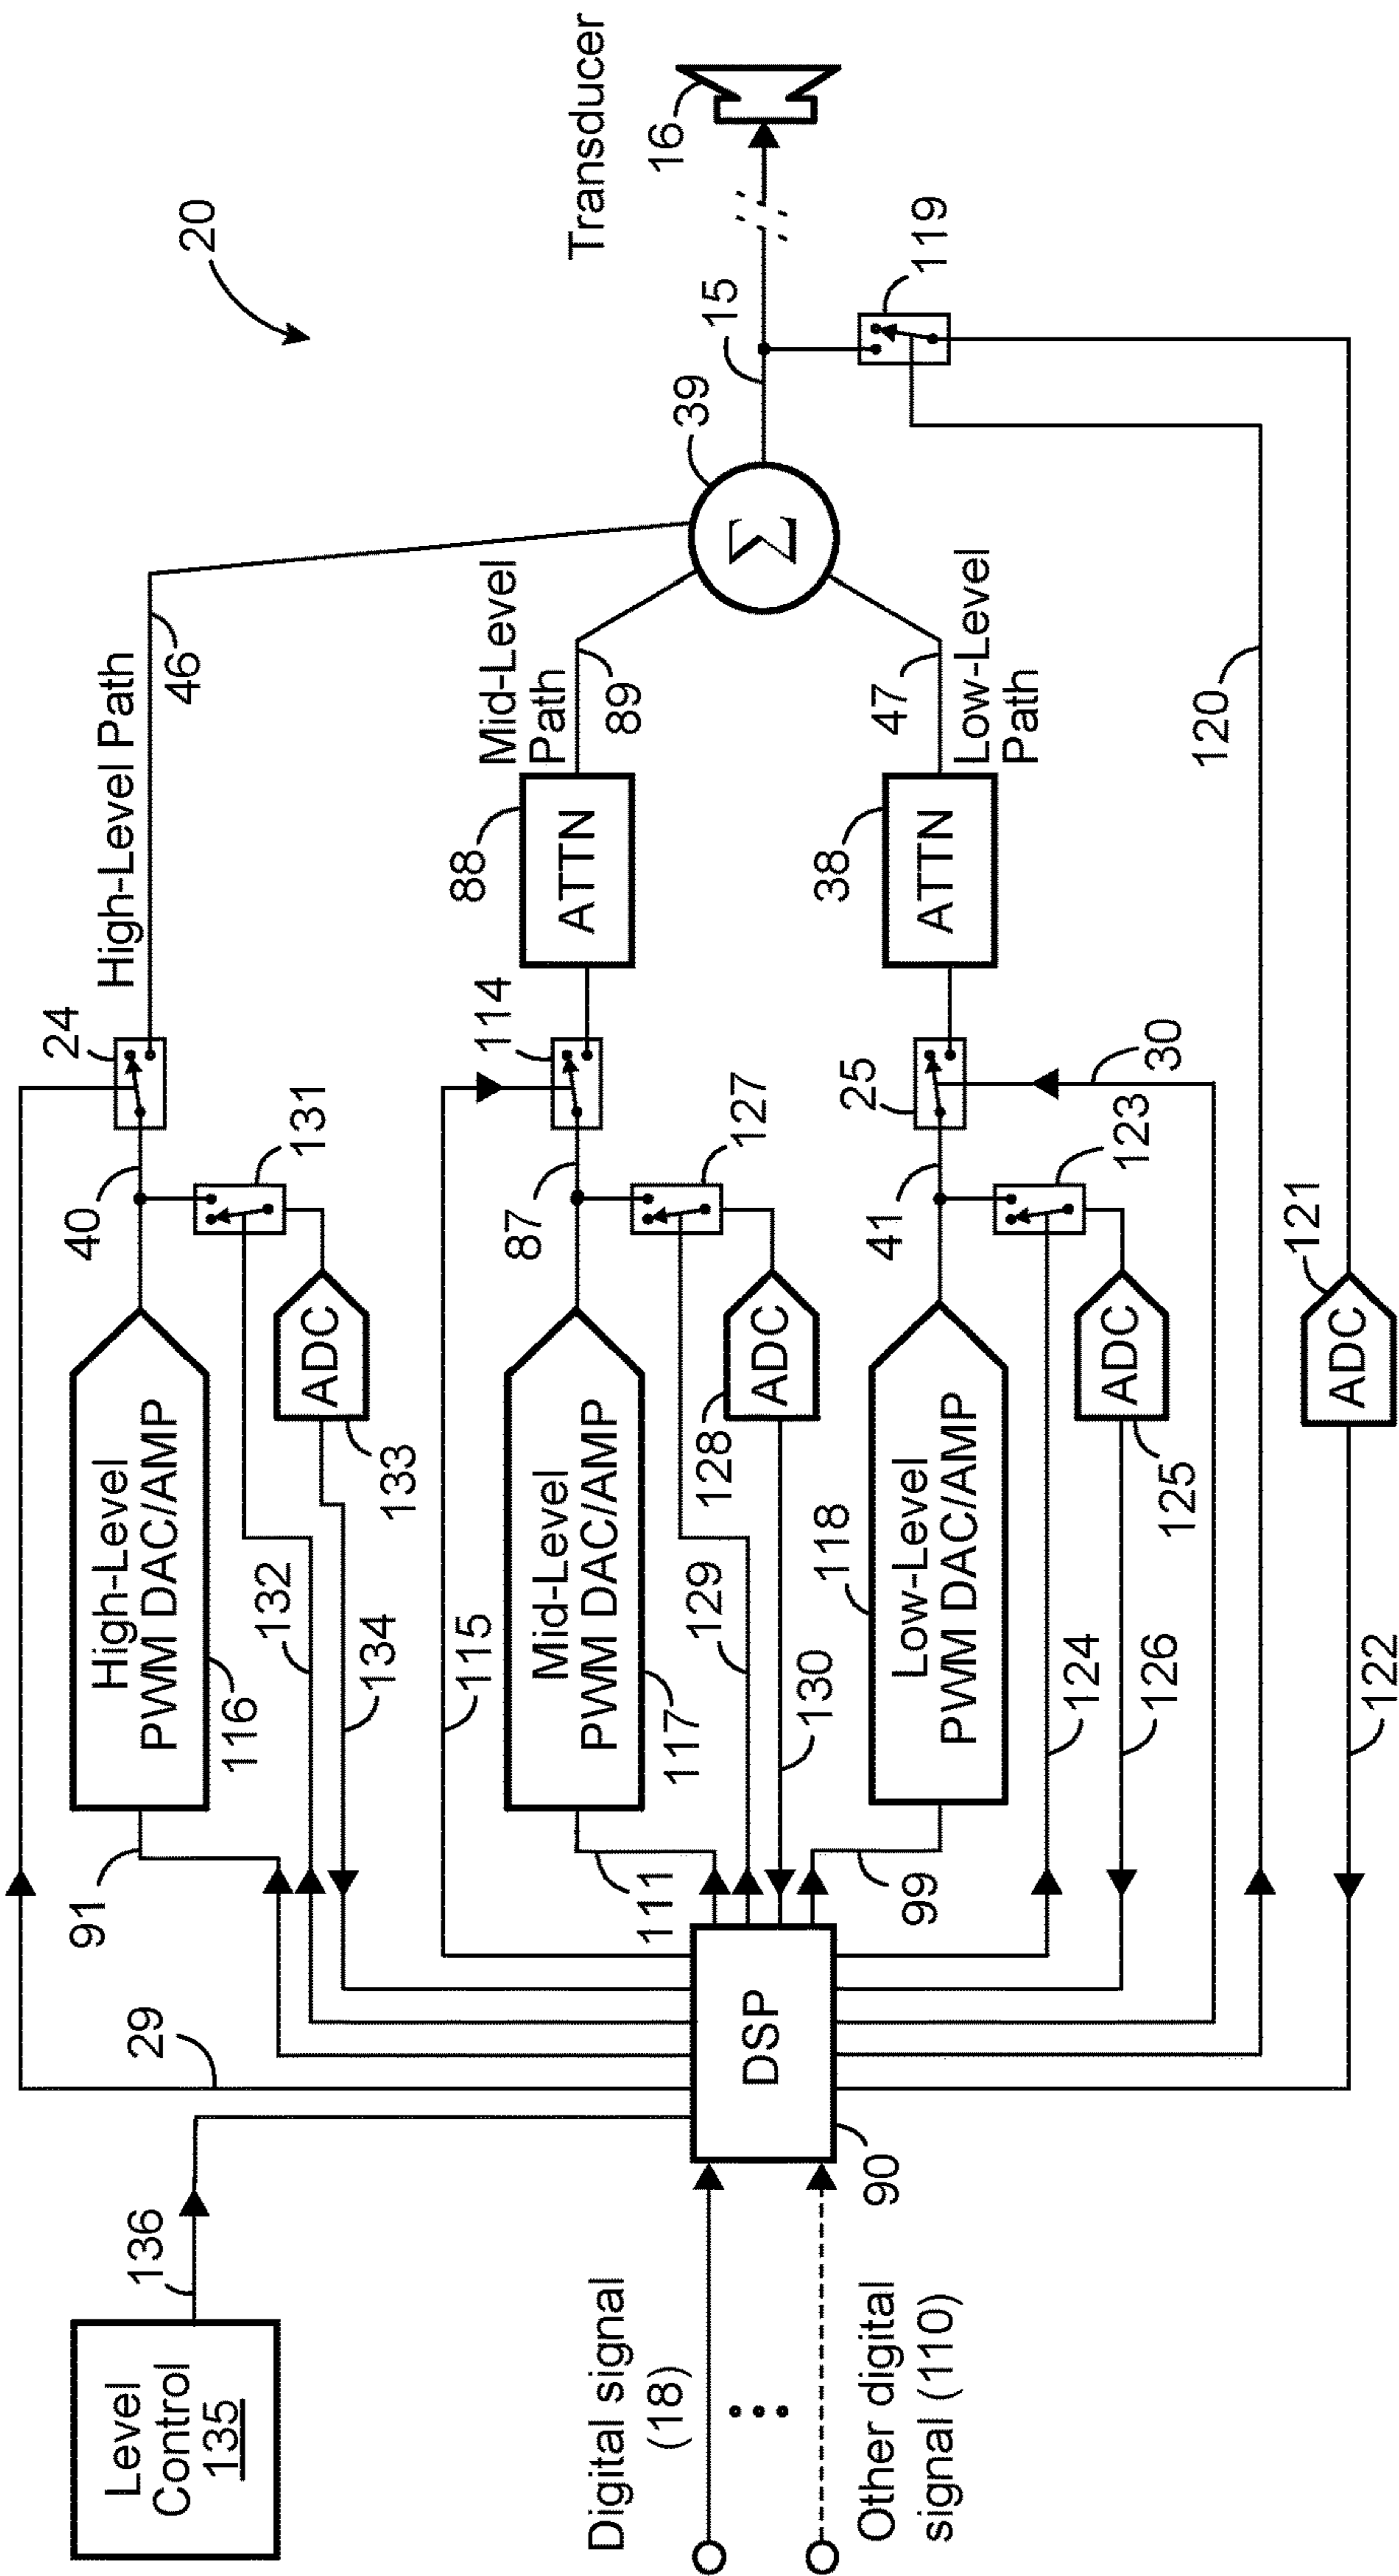 20
Level
Control
135
136
29
91
High-Level
PWM DAC/AMP
116
132
134
ADC
133
40
131
24
High-Level Path
46
115
Mid-Level
PWM DAC/AMP
117
111
129
130
128
ADC
87
127
114
88
ATTN
Mid-Level
Path
89
39
Σ
15
Transducer
16
119
Digital signal
(18)
Other digital
signal (110)
DSP
90
99
118
Low-Level
PWM DAC/AMP
124
126
125
ADC
41
123
25
30
38
ATTN
47
Low-Level
Path
120
121
ADC
122